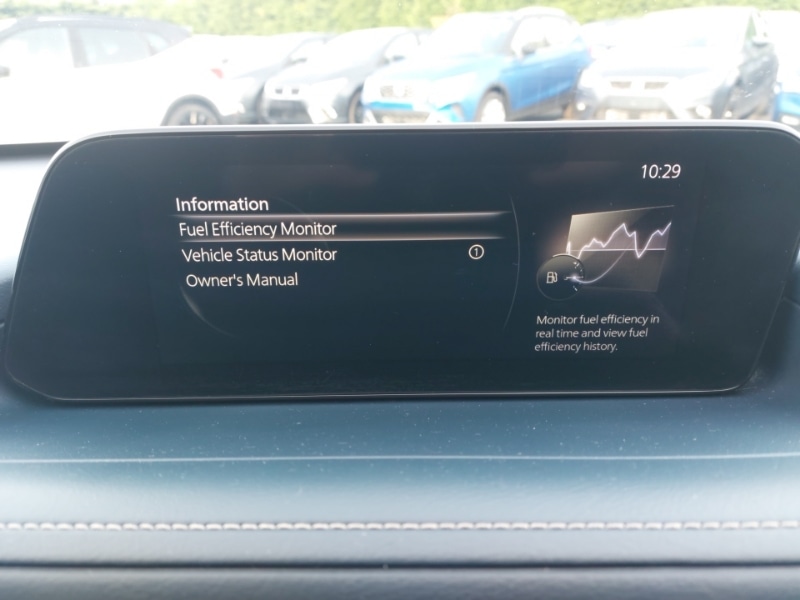 10:29
Information
Fuel Efficiency Monitor
Vehicle Status Monitor 1
Owner's Manual
Monitor fuel efficiency in
real time and view fuel
efficiency history.